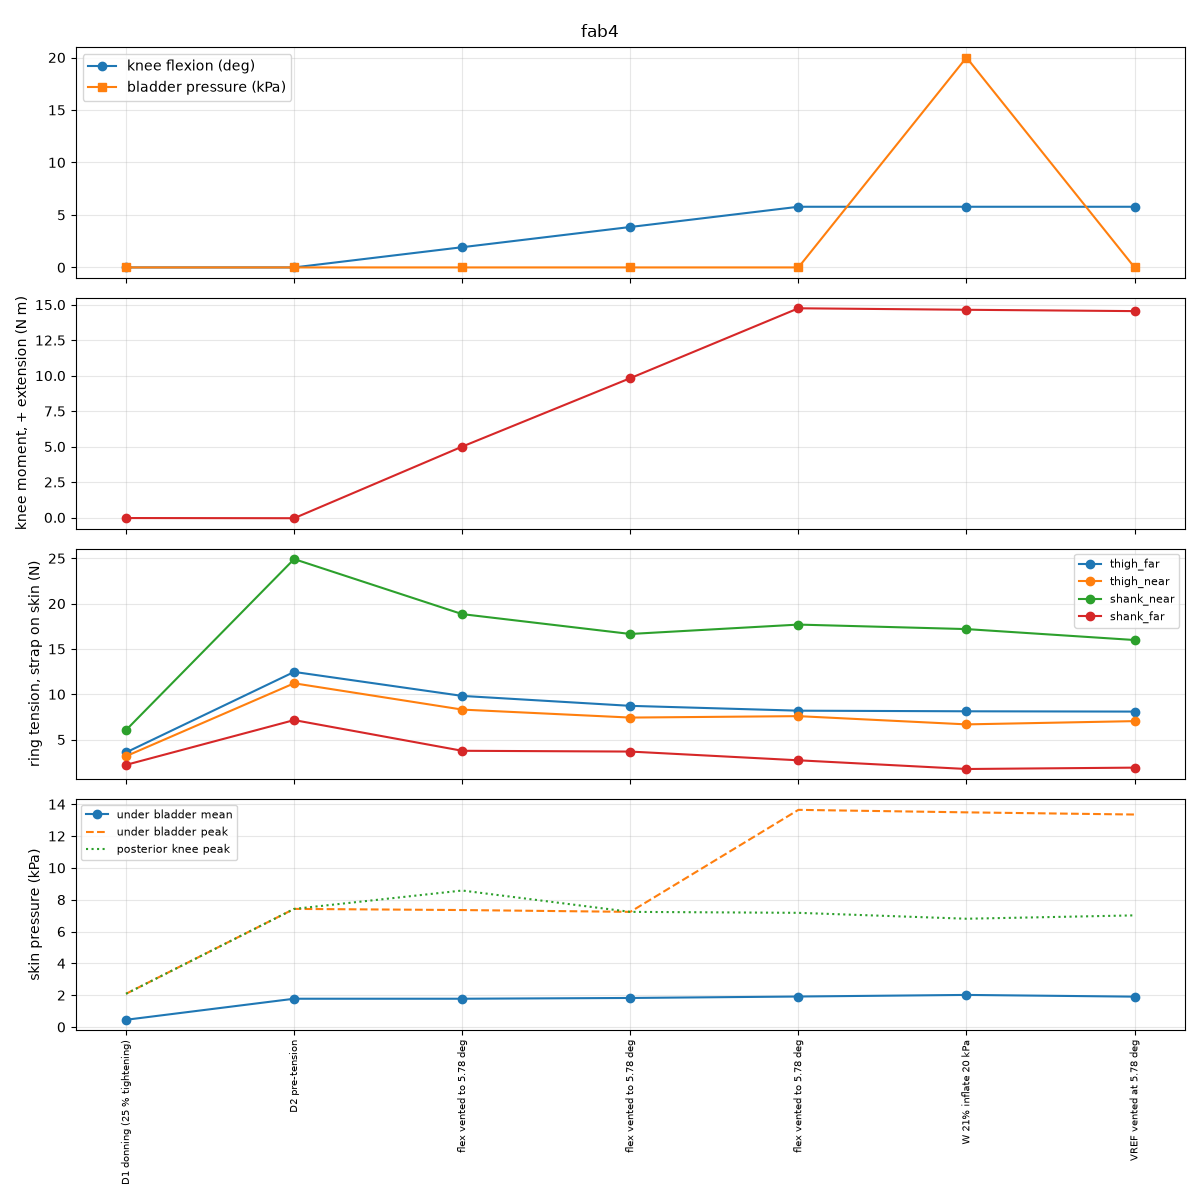 fab4
knee flexion (deg)
bladder pressure (kPa)
20
15
10
5
0
knee moment, + extension (N m)
15.0
12.5
10.0
7.5
5.0
2.5
0.0
ring tension, strap on skin (N)
25
20
15
10
5
thigh_far
thigh_near
shank_near
shank_far
skin pressure (kPa)
14
12
10
8
6
4
2
0
under bladder mean
under bladder peak
posterior knee peak
D1 donning (25 % tightening)
D2 pre-tension
flex vented to 5.78 deg
flex vented to 5.78 deg
flex vented to 5.78 deg
W 21% inflate 20 kPa
VREF vented at 5.78 deg